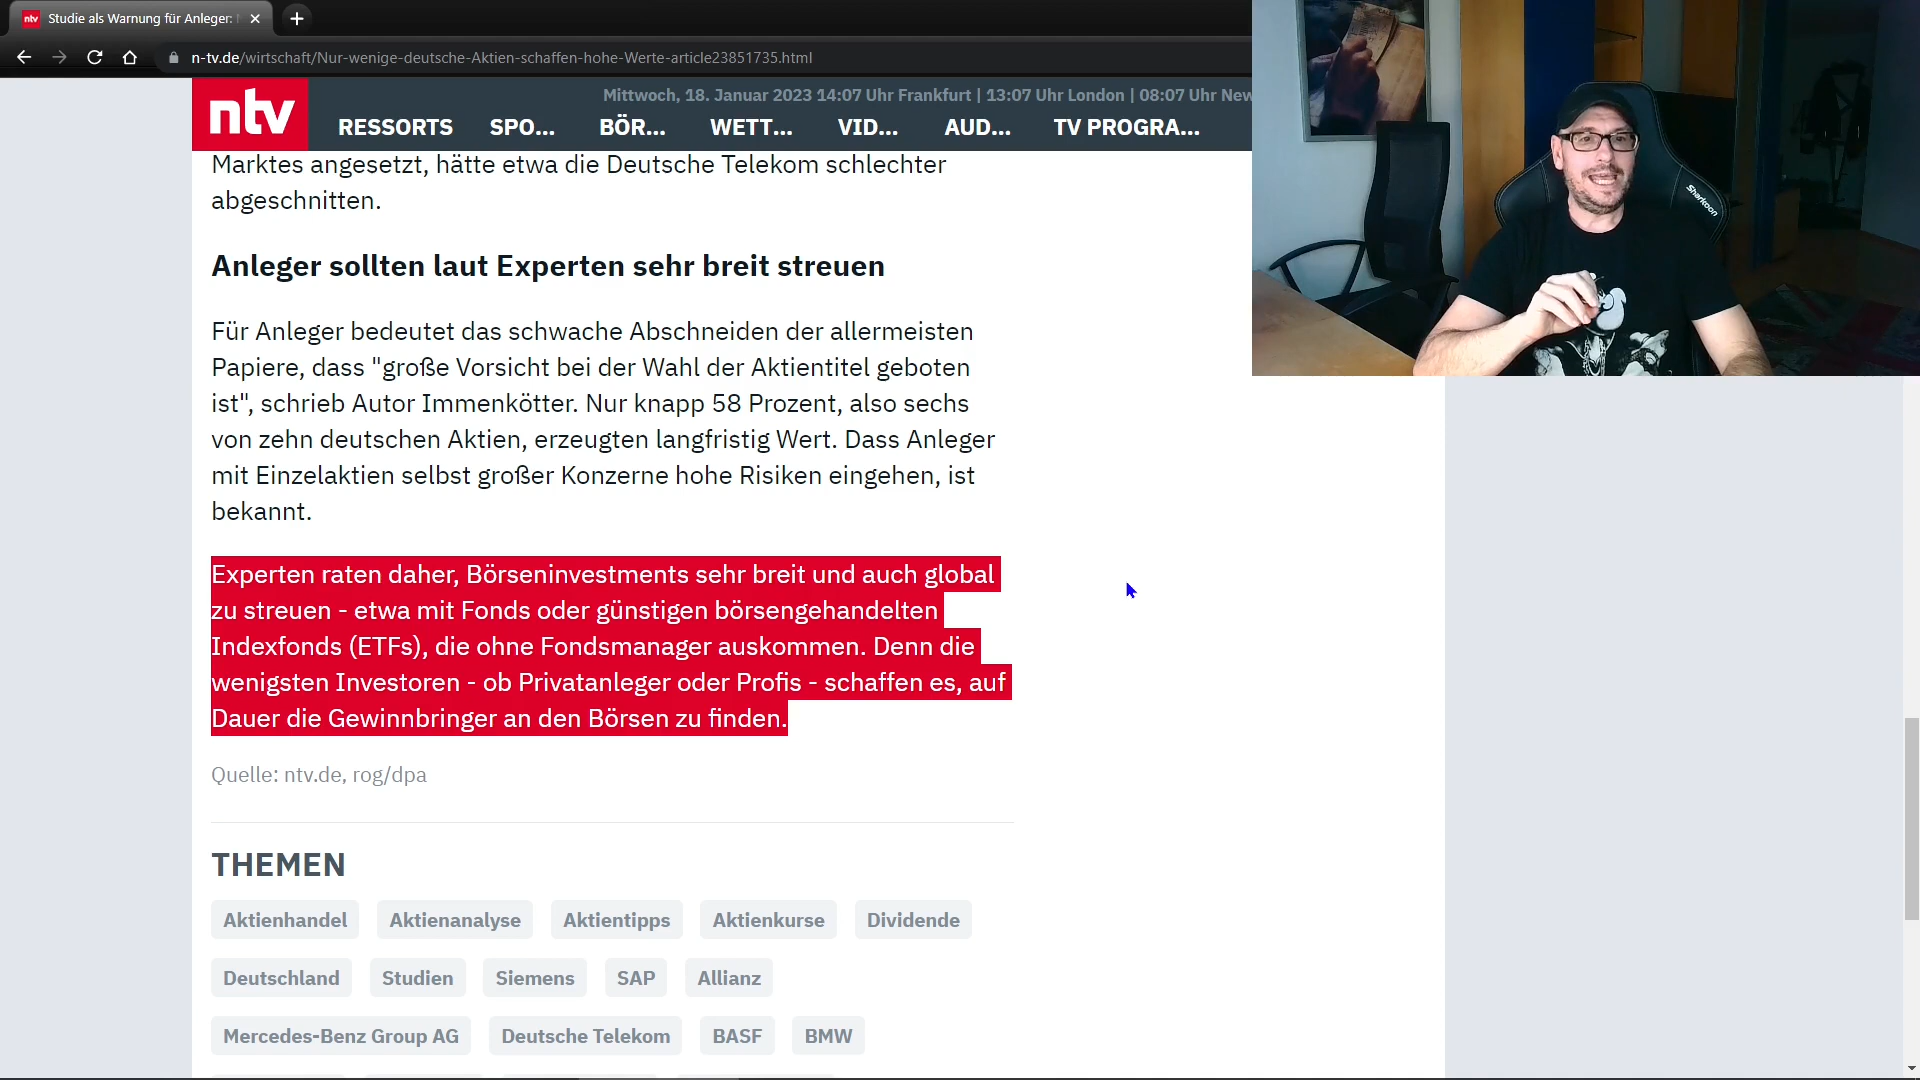 ntv Studie als Warnung für Anleger:
n-tv.de/wirtschaft/Nur-wenige-deutsche-Aktien-schaffen-hohe-Werte-article23851735.html
ntv
Mittwoch, 18. Januar 2023 14:07 Uhr Frankfurt | 13:07 Uhr London | 08:07 Uhr New
RESSORTS SPO... BÖR... WETT... VID... AUD... TV PROGRA...
Marktes angesetzt, hätte etwa die Deutsche Telekom schlechter
abgeschnitten.
Anleger sollten laut Experten sehr breit streuen
Für Anleger bedeutet das schwache Abschneiden der allermeisten
Papiere, dass "große Vorsicht bei der Wahl der Aktientitel geboten
ist", schrieb Autor Immenkötter. Nur knapp 58 Prozent, also sechs
von zehn deutschen Aktien, erzeugten langfristig Wert. Dass Anleger
mit Einzelaktien selbst großer Konzerne hohe Risiken eingehen, ist
bekannt.
Experten raten daher, Börseninvestments sehr breit und auch global
zu streuen - etwa mit Fonds oder günstigen börsengehandelten
Indexfonds (ETFs), die ohne Fondsmanager auskommen. Denn die
wenigsten Investoren - ob Privatanleger oder Profis - schaffen es, auf
Dauer die Gewinnbringer an den Börsen zu finden.
Quelle: ntv.de, rog/dpa
THEMEN
Aktienhandel Aktienanalyse Aktientipps Aktienkurse Dividende
Deutschland Studien Siemens SAP Allianz
Mercedes-Benz Group AG Deutsche Telekom BASF BMW
Sharkoon